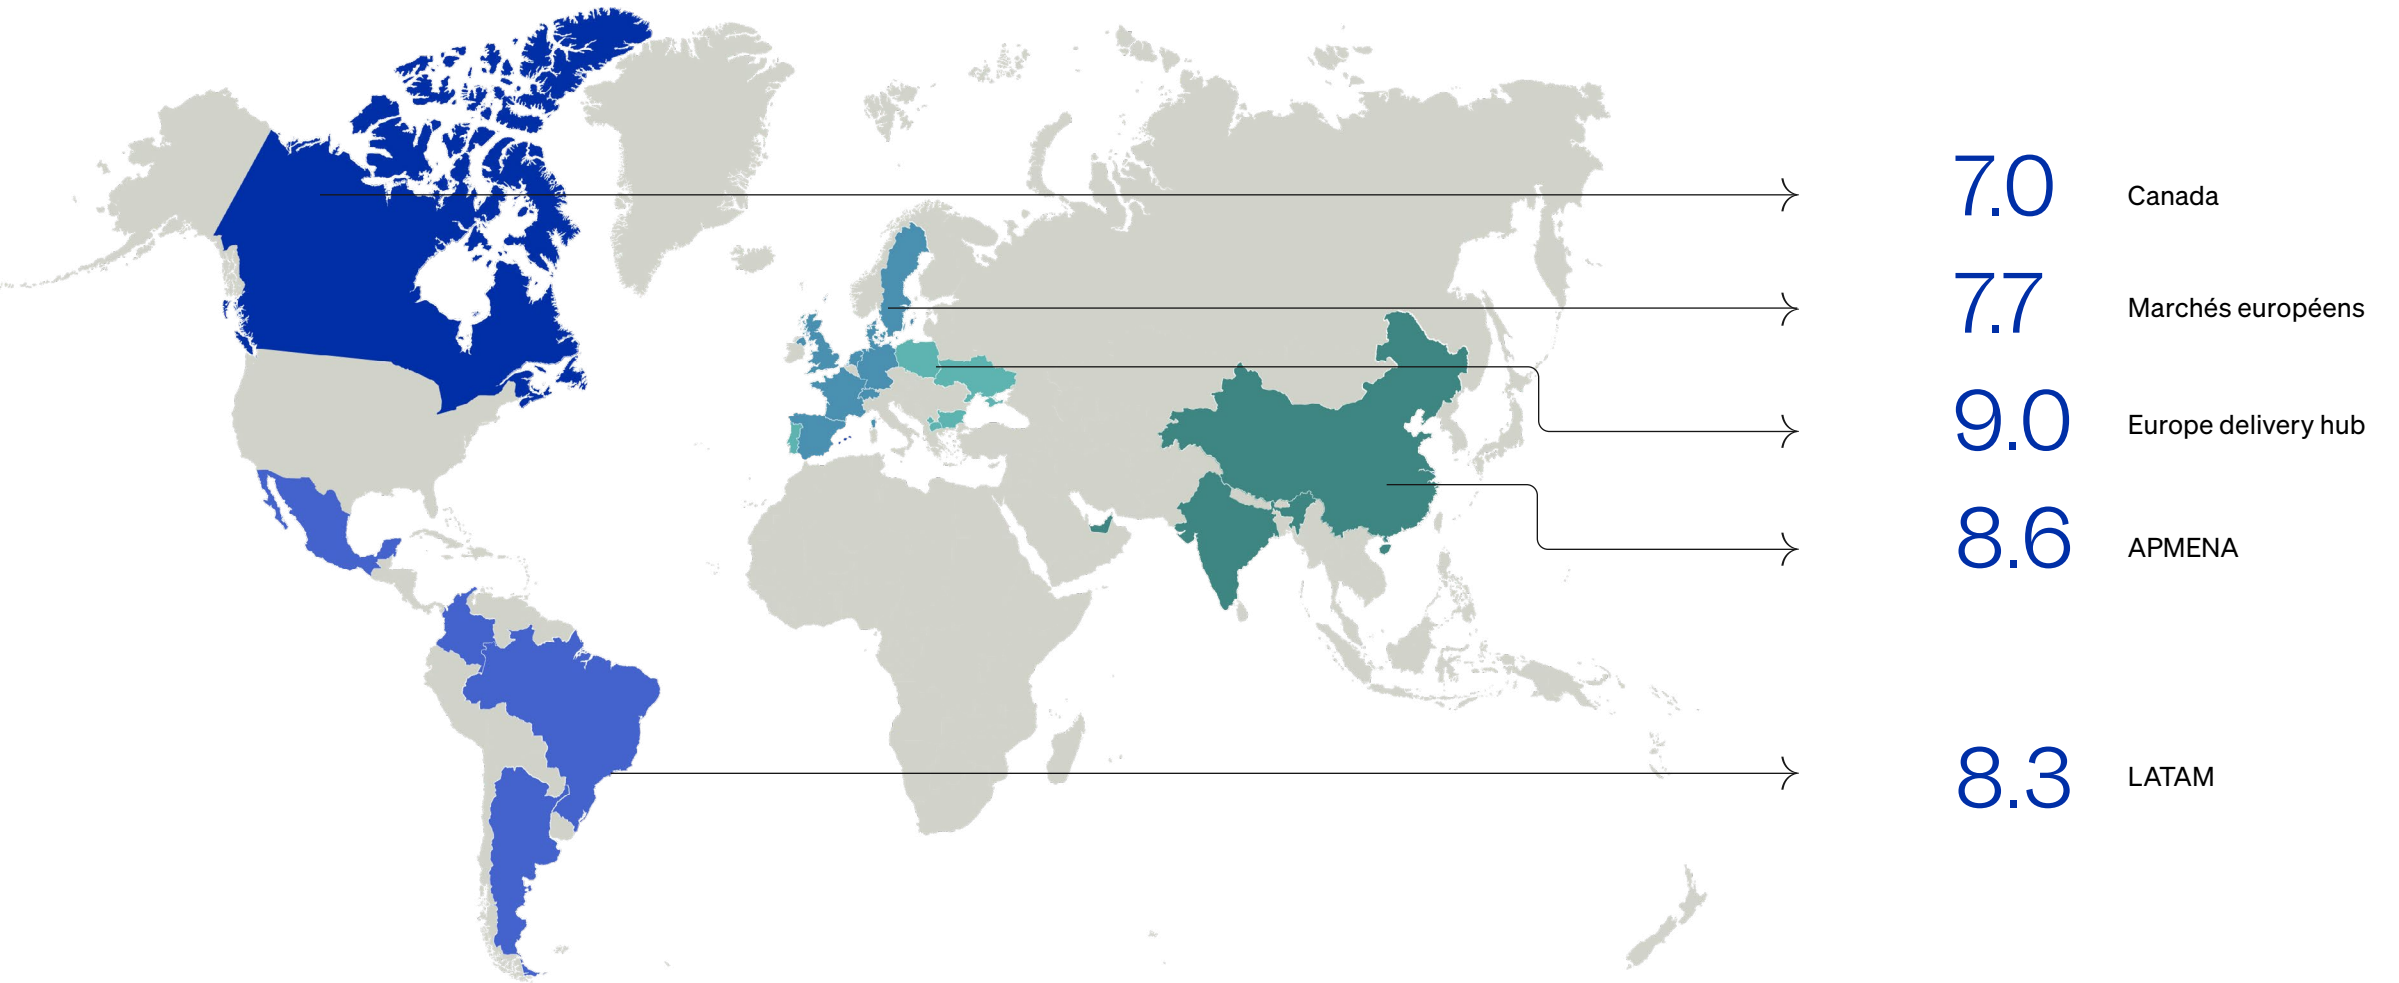 7.0 Canada
7.7 Marchés européens
9.0 Europe delivery hub
8.6 APMENA
8.3 LATAM